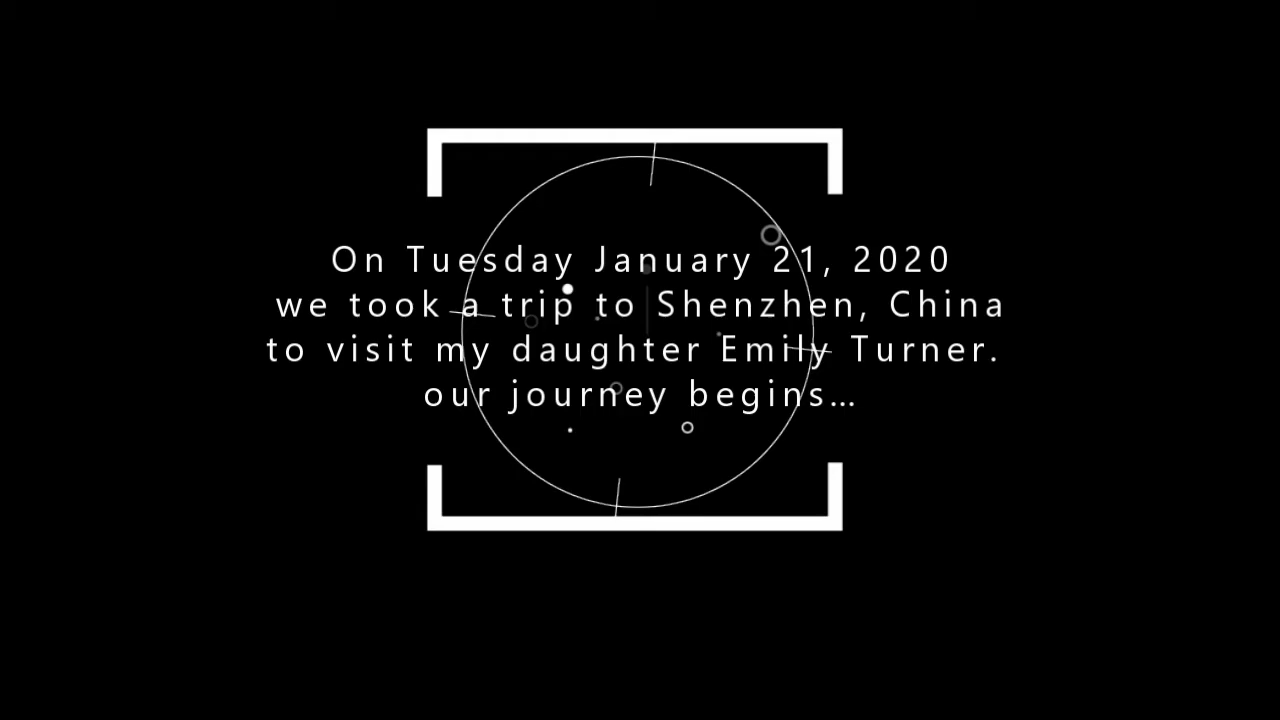 On Tuesday January 21, 2020
we took a trip to Shenzhen, China
to visit my daughter Emily Turner.
our journey begins…